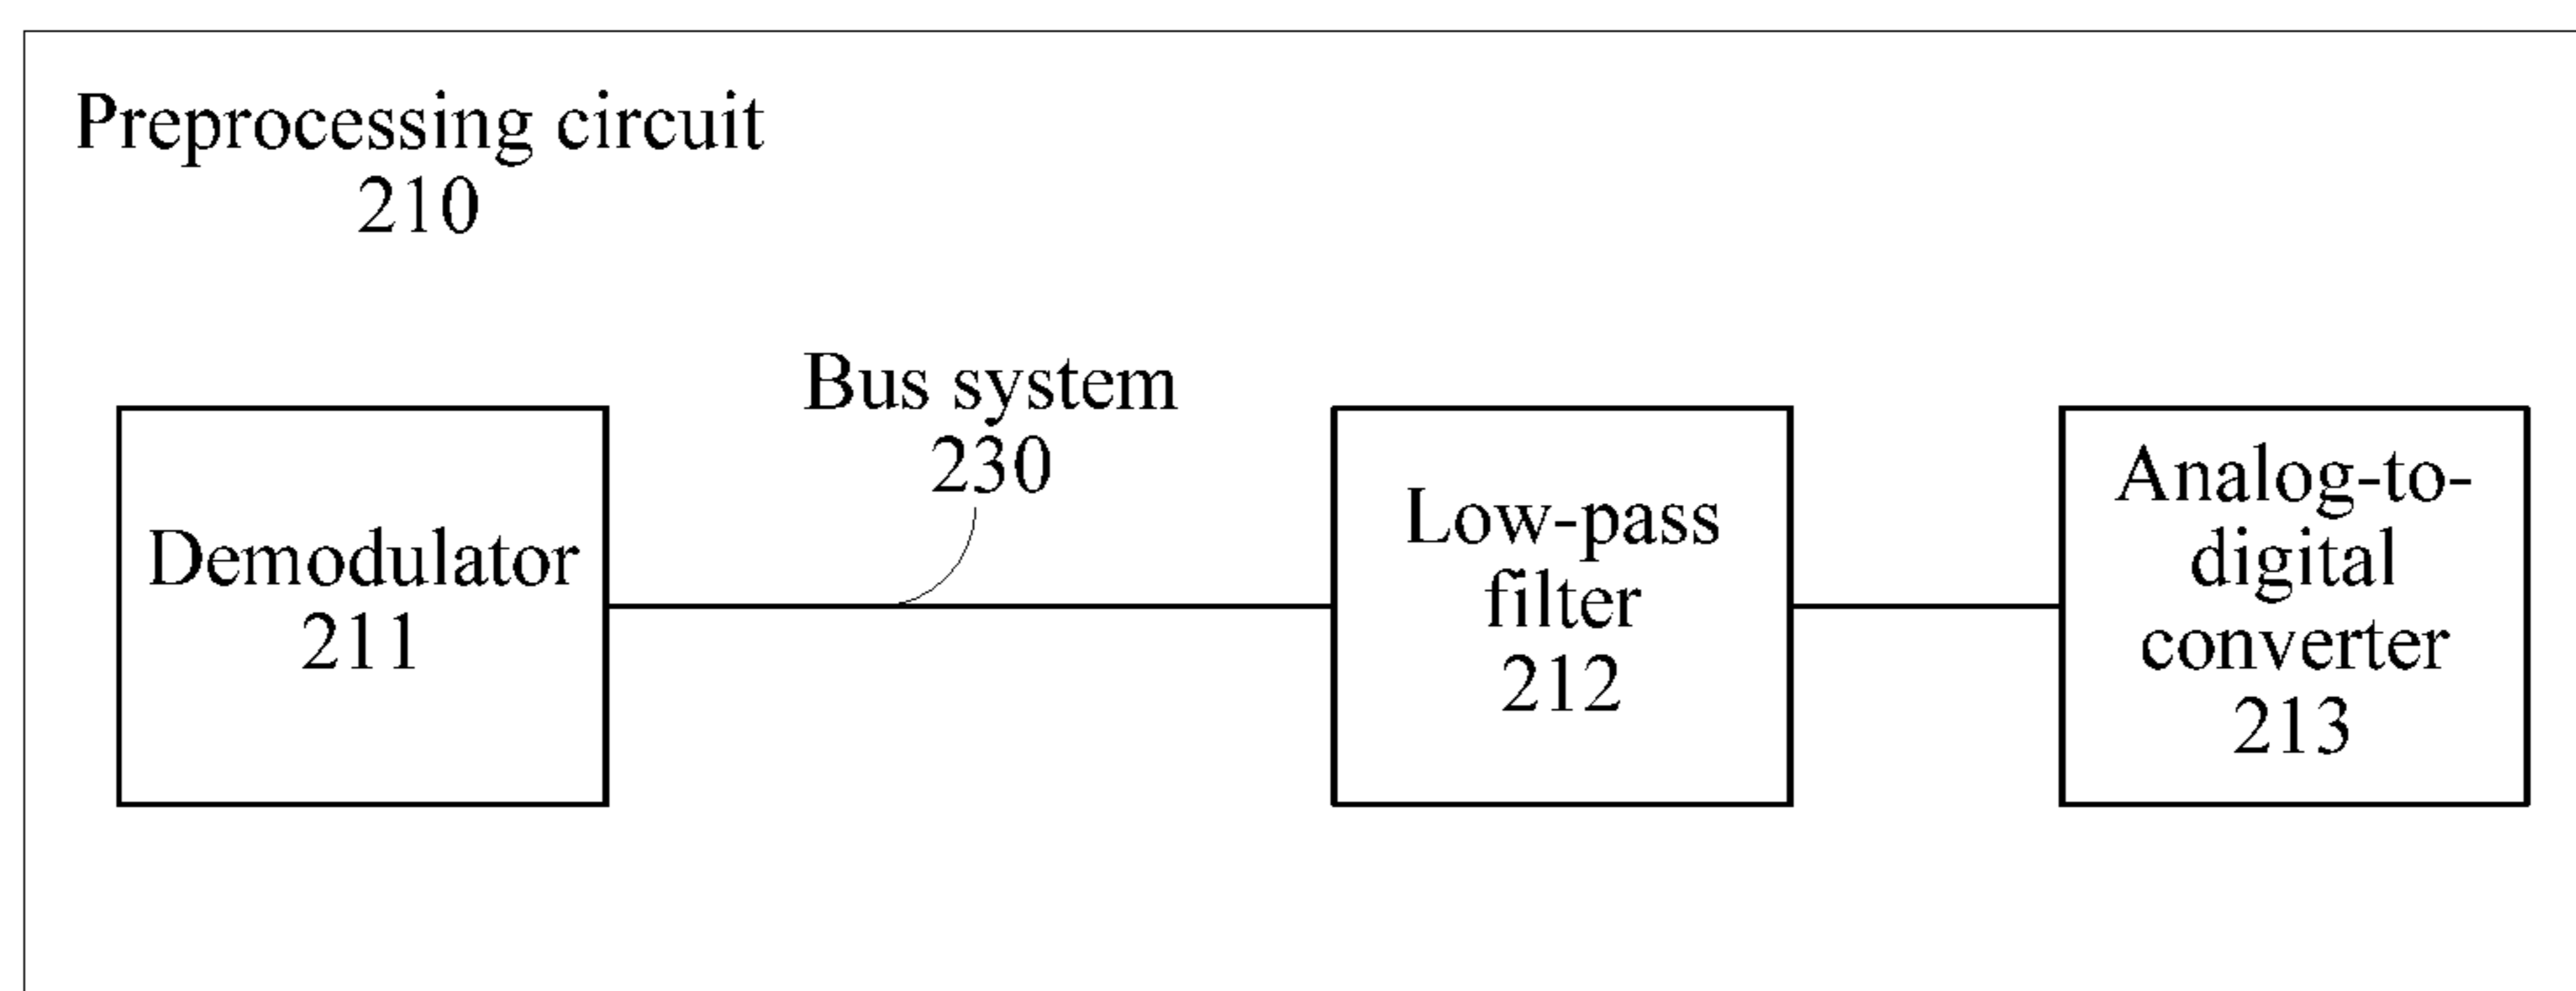 Preprocessing circuit
210
Bus system
230
Demodulator
211
Low-pass
filter
212
Analog-to-
digital
converter
213